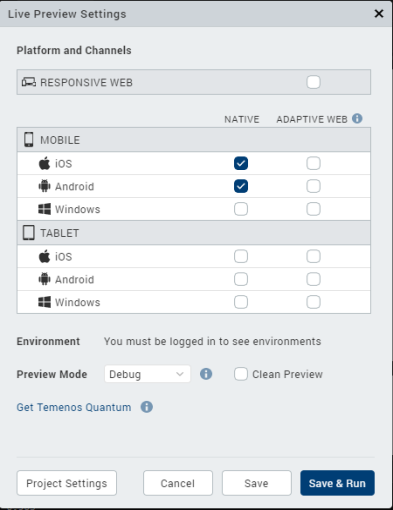 Live Preview Settings
Platform and Channels
RESPONSIVE WEB
NATIVE ADAPTIVE WEB
MOBILE
iOS
Android
Windows
TABLET
iOS
Android
Windows
Environment You must be logged in to see environments
Preview Mode Debug Clean Preview
Get Temenos Quantum
Project Settings Cancel Save Save & Run